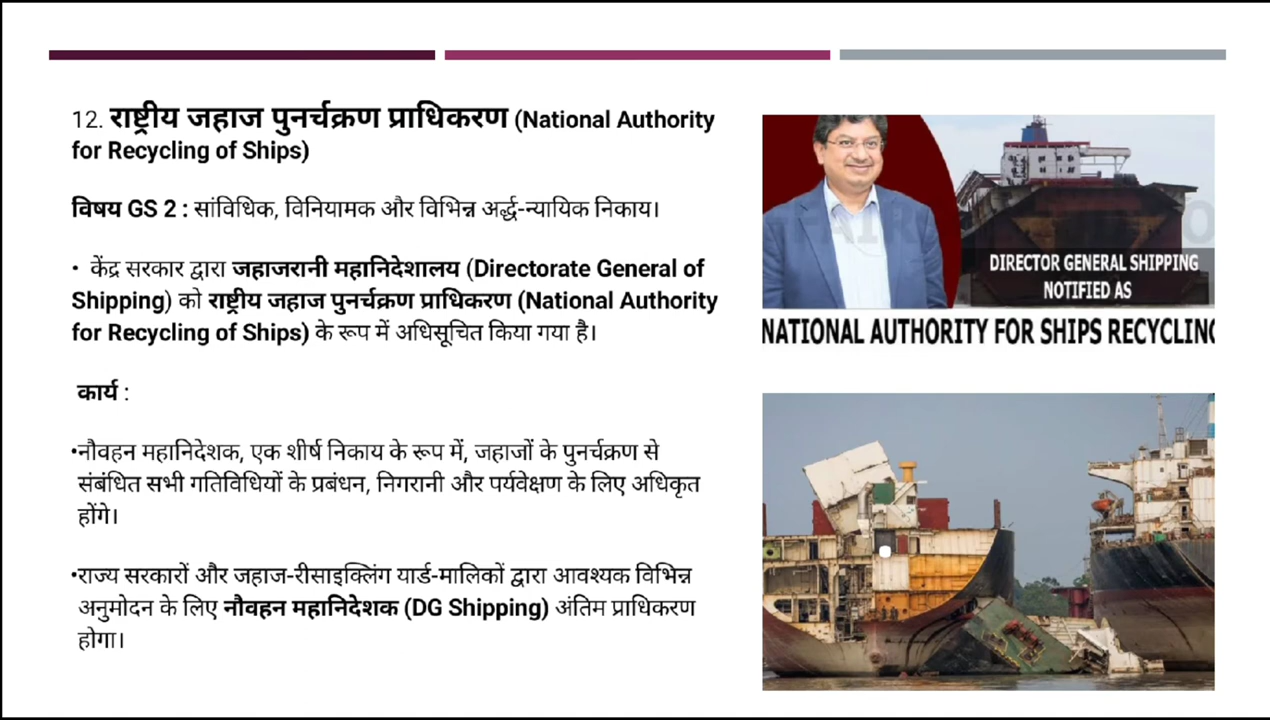 12. राष्ट्रीय जहाज पुनर्चक्रण प्राधिकरण (National Authority
for Recycling of Ships)
विषय GS 2 : सांविधिक, विनियामक और विभिन्न अर्द्ध-न्यायिक निकाय।
• केंद्र सरकार द्वारा जहाजरानी महानिदेशालय (Directorate General of
Shipping) को राष्ट्रीय जहाज पुनर्चक्रण प्राधिकरण (National Authority
for Recycling of Ships) के रूप में अधिसूचित किया गया है।
कार्य :
•नौवहन महानिदेशक, एक शीर्ष निकाय के रूप में, जहाजों के पुनर्चक्रण से
संबंधित सभी गतिविधियों के प्रबंधन, निगरानी और पर्यवेक्षण के लिए अधिकृत
होंगे।
•राज्य सरकारों और जहाज-रीसाइक्लिंग यार्ड-मालिकों द्वारा आवश्यक विभिन्न
अनुमोदन के लिए नौवहन महानिदेशक (DG Shipping) अंतिम प्राधिकरण
होगा।
DIRECTOR GENERAL SHIPPING
NOTIFIED AS
NATIONAL AUTHORITY FOR SHIPS RECYCLING